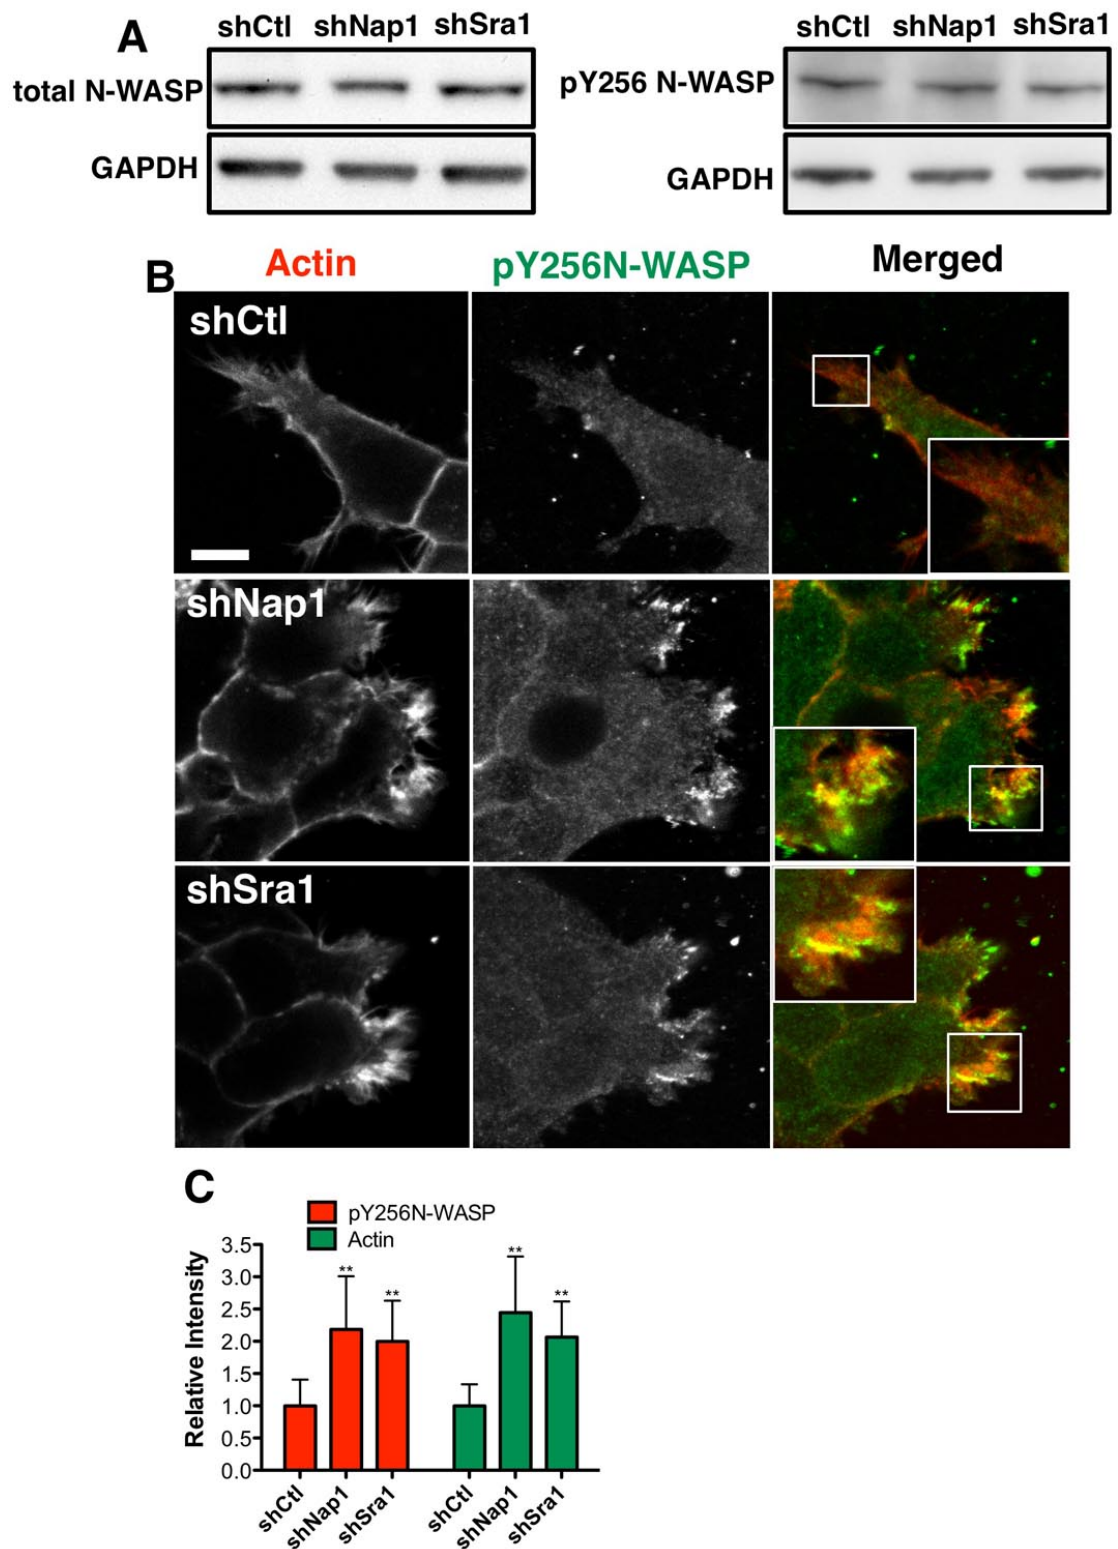 A
shCtl shNap1 shSra1
total N-WASP
GAPDH
shCtl shNap1 shSra1
pY256 N-WASP
GAPDH
B
Actin pY256N-WASP Merged
shCtl
shNap1
shSra1
C
pY256N-WASP
Actin
Relative Intensity
3.5
3.0
2.5
2.0
1.5
1.0
0.5
0.0
** ** ** **
shCtl shNap1 shSra1 shCtl shNap1 shSra1